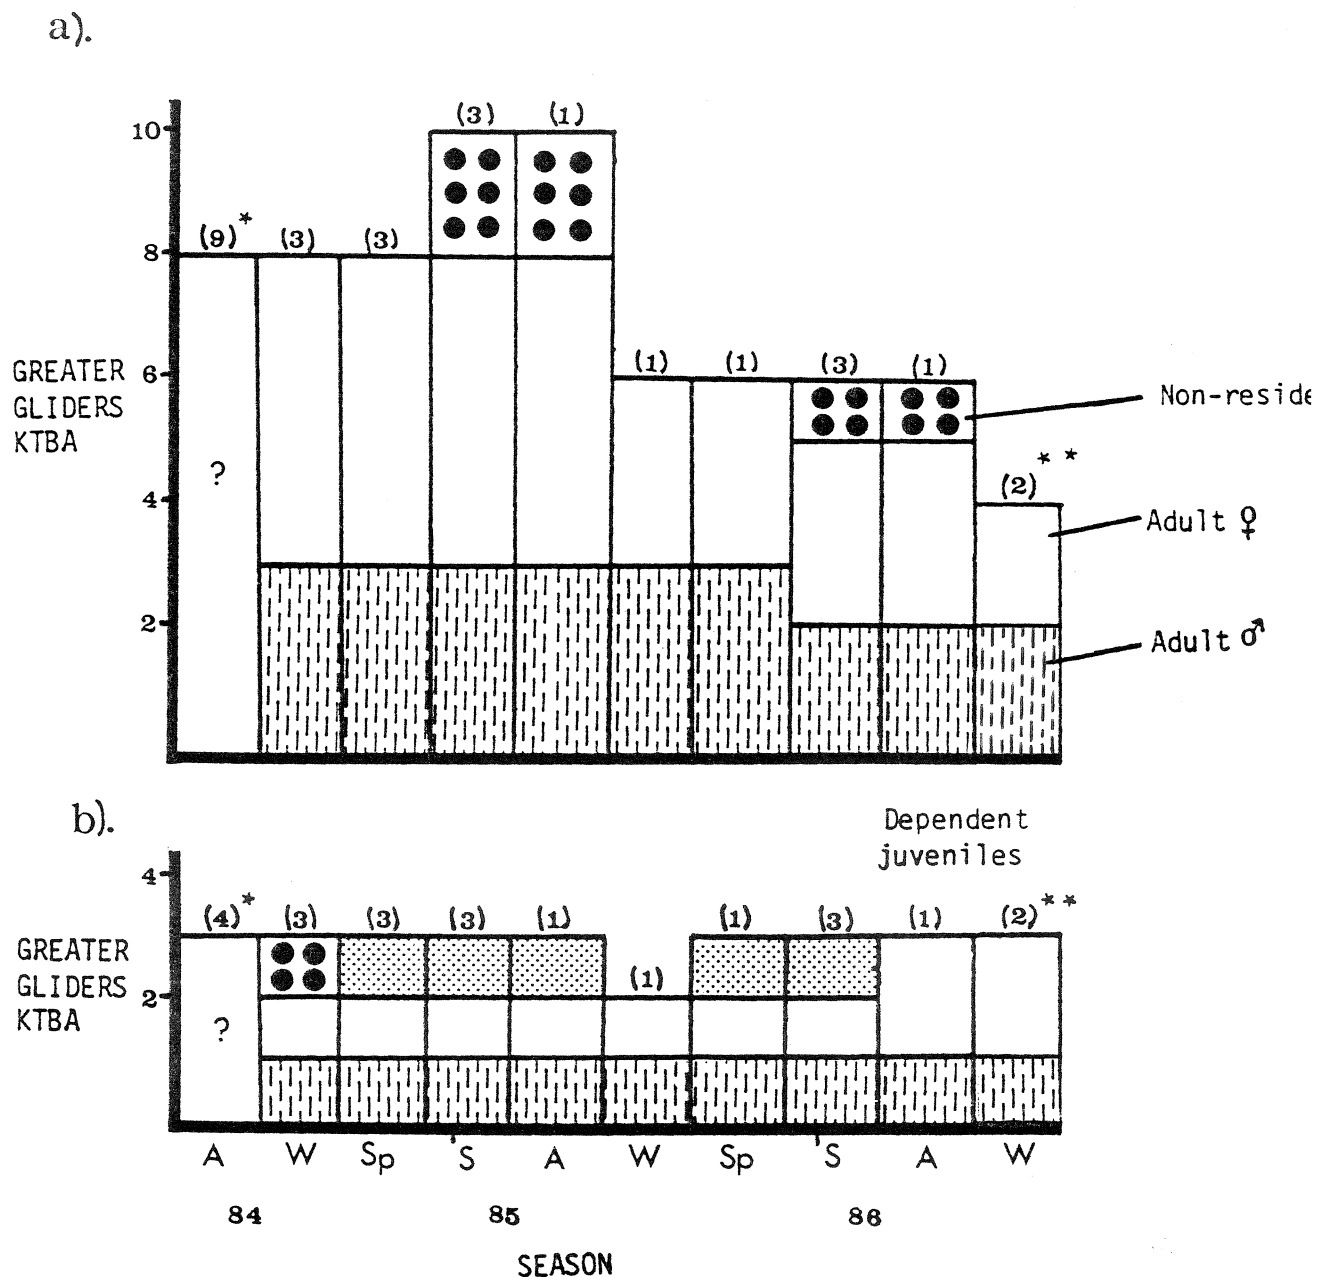 a).
(3) (1)
10
(9)* (3) (3)
8
(1) (1) (3) (1)
GREATER
GLIDERS
KTBA
6
Non-reside
?
(2)**
4
Adult ♀
2
Adult ♂
b).
Dependent
juveniles
4
(4)* (3) (3) (3) (1) (1) (1) (3) (1) (2)**
GREATER
GLIDERS
KTBA
2
?
A W Sp S A W Sp S A W
84 85 86
SEASON